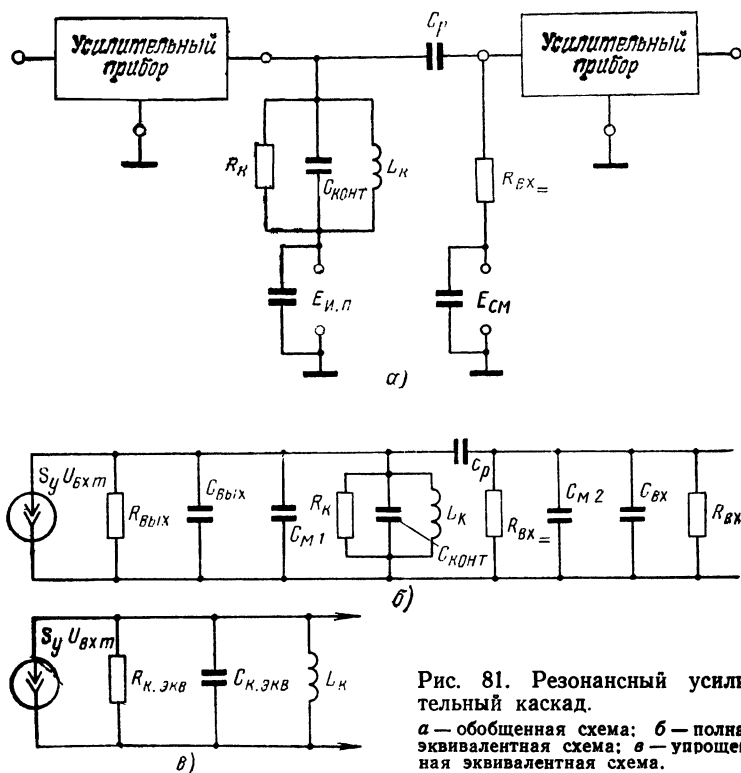 Усилительный
прибор
Cр
Усилительный
прибор
Rк
Cконт
Lк
Rвх=
Eи.п
Eсм
а)
SуUвхm
Rвых
Cвых
Cм1
Rк
Lк
Cконт
Cр
Rвх=
Cм2
Cвх
Rвх
б)
SуUвхm
Rк.экв
Cк.экв
Lк
в)
Рис. 81. Резонансный усили-
тельный каскад.
а — обобщенная схема; б — полна
эквивалентная схема; в — упрощен
ная эквивалентная схема.